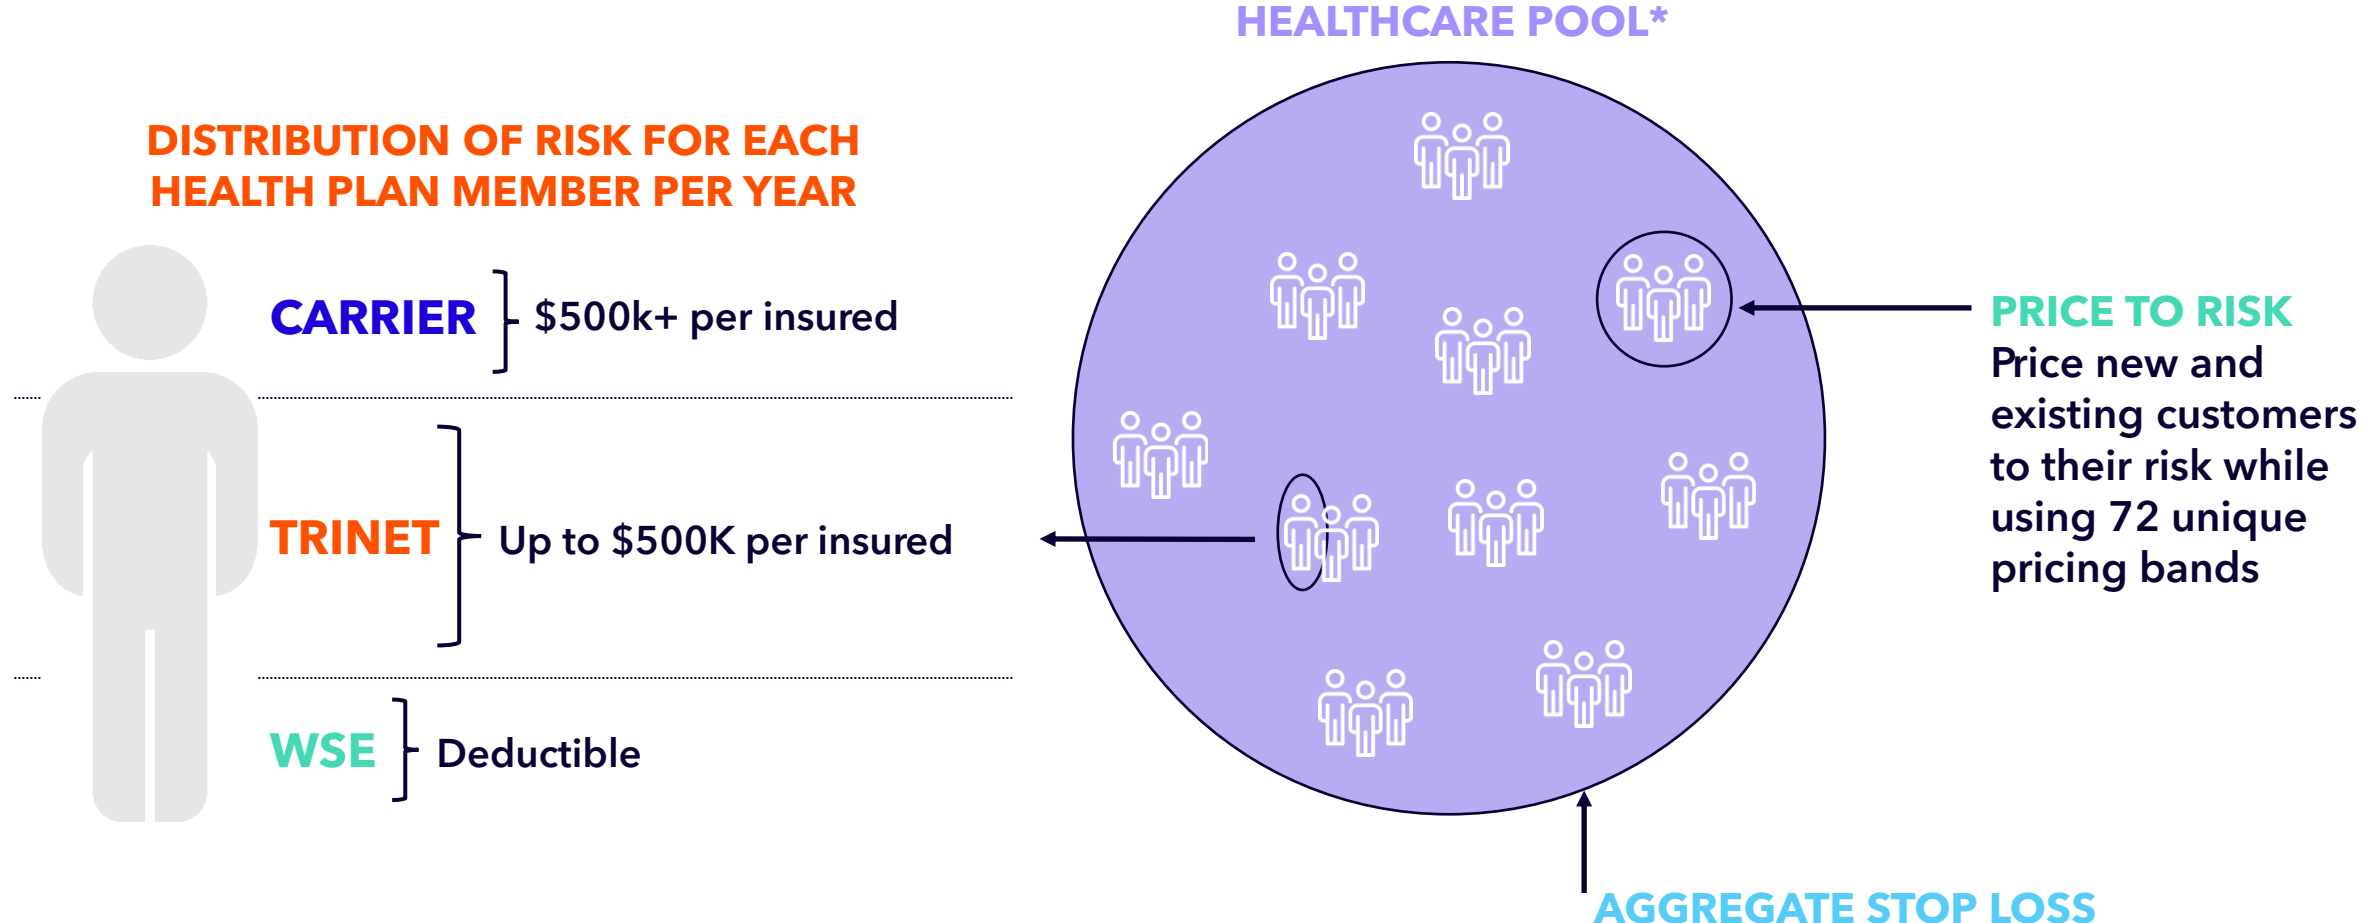 HEALTHCARE POOL*
DISTRIBUTION OF RISK FOR EACH
HEALTH PLAN MEMBER PER YEAR
CARRIER
$500k+ per insured
TRINET
Up to $500K per insured
WSE
Deductible
PRICE TO RISK
Price new and
existing customers
to their risk while
using 72 unique
pricing bands
AGGREGATE STOP LOSS